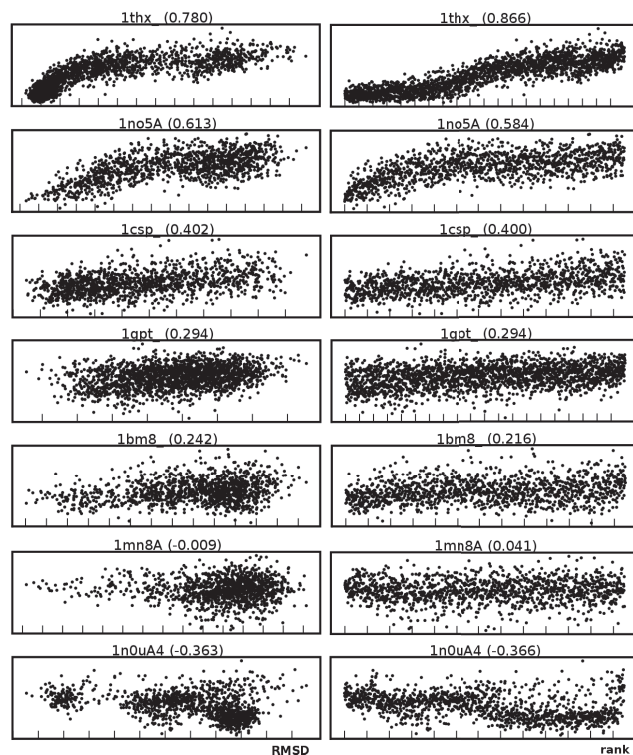 1thx_ (0.780) 1thx_ (0.866)
1no5A (0.613) 1no5A (0.584)
1csp_ (0.402) 1csp_ (0.400)
1gpt_ (0.294) 1gpt_ (0.294)
1bm8_ (0.242) 1bm8_ (0.216)
1mn8A (-0.009) 1mn8A (0.041)
1n0uA4 (-0.363) 1n0uA4 (-0.366)
RMSD rank